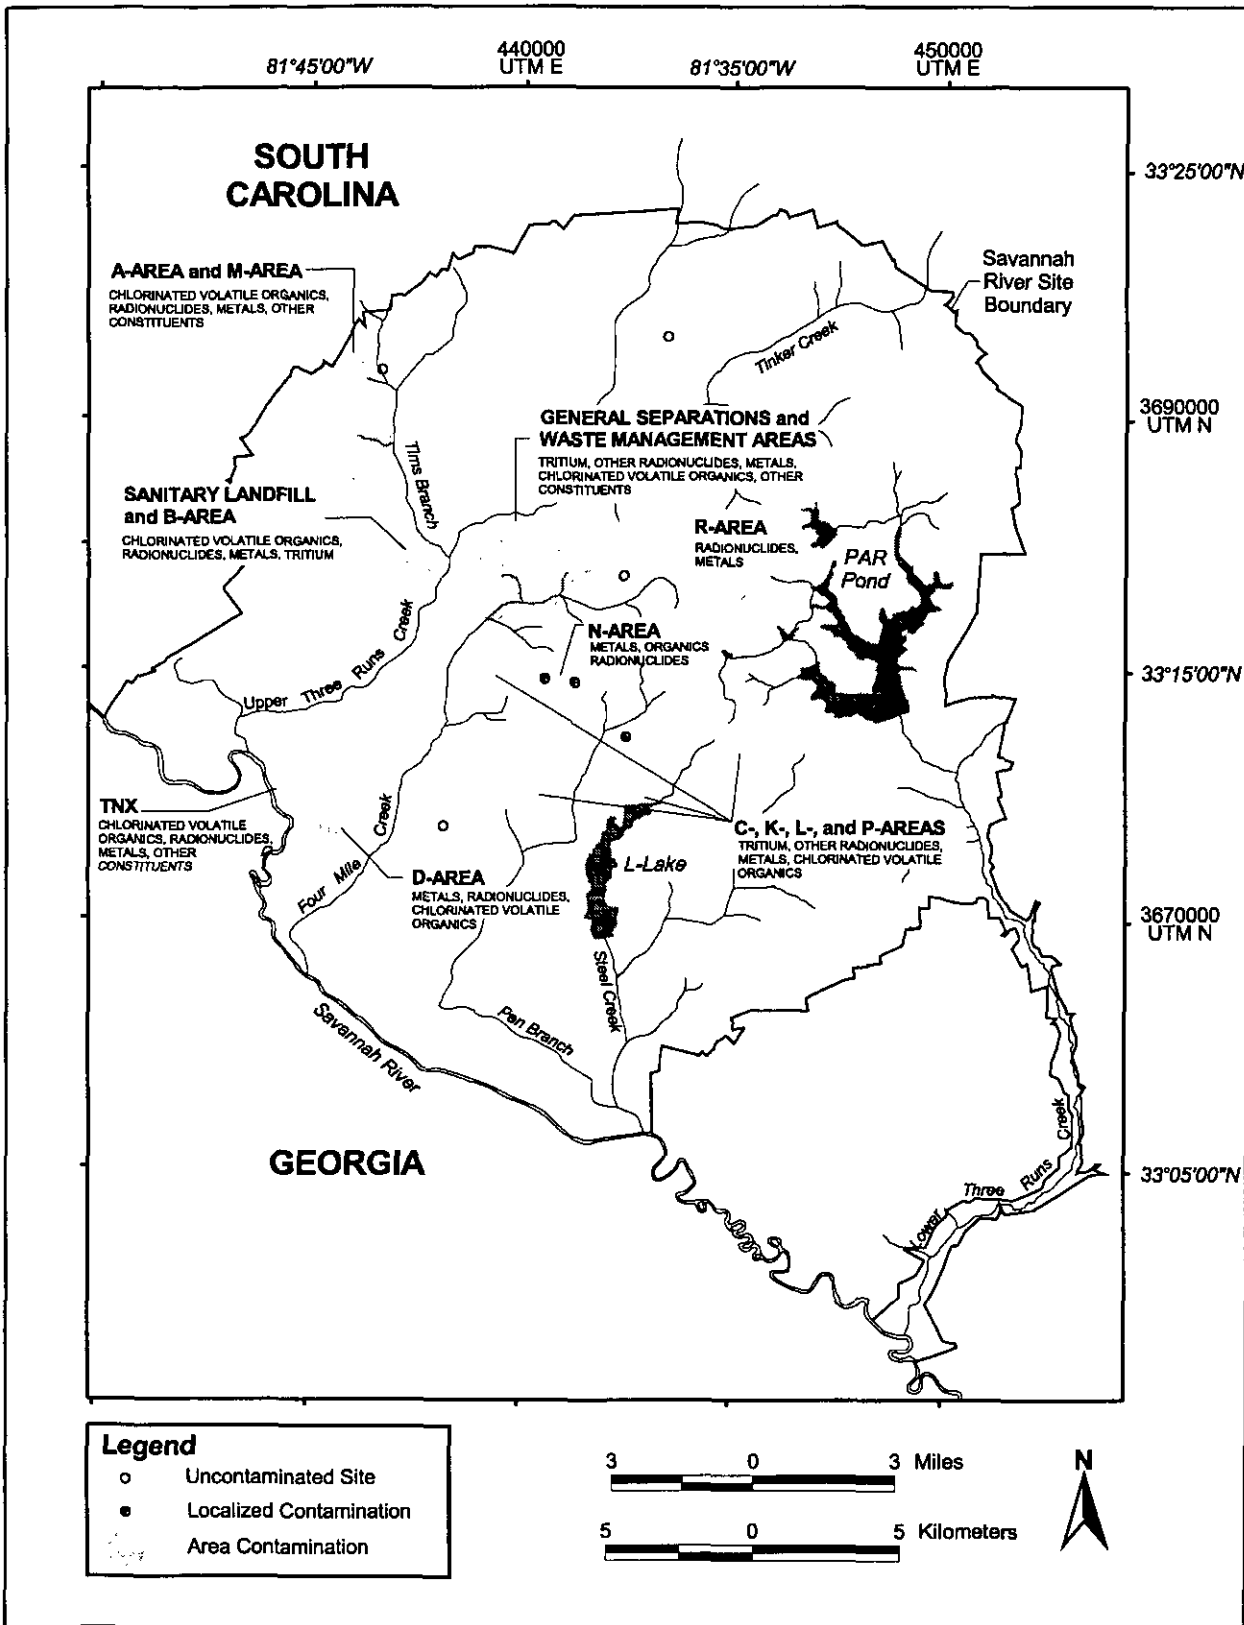 440000
UTM E
450000
UTM E
81°45'00"W
81°35'00"W
SOUTH
CAROLINA
33°25'00"N
A-AREA and M-AREA
CHLORINATED VOLATILE ORGANICS,
RADIONUCLIDES, METALS, OTHER
CONSTITUENTS
Savannah
River Site
Boundary
Tinker Creek
3690000
UTM N
GENERAL SEPARATIONS and
WASTE MANAGEMENT AREAS
TRITIUM, OTHER RADIONUCLIDES, METALS,
CHLORINATED VOLATILE ORGANICS, OTHER
CONSTITUENTS
Tims Branch
SANITARY LANDFILL
and B-AREA
CHLORINATED VOLATILE ORGANICS,
RADIONUCLIDES, METALS, TRITIUM
R-AREA
RADIONUCLIDES,
METALS
PAR
Pond
N-AREA
METALS, ORGANICS
RADIONUCLIDES
Upper Three Runs Creek
33°15'00"N
TNX
CHLORINATED VOLATILE
ORGANICS, RADIONUCLIDES,
METALS, OTHER
CONSTITUENTS
Four Mile Creek
C-, K-, L-, and P-AREAS
TRITIUM, OTHER RADIONUCLIDES,
METALS, CHLORINATED VOLATILE
ORGANICS
L-Lake
D-AREA
METALS, RADIONUCLIDES,
CHLORINATED VOLATILE
ORGANICS
3670000
UTM N
Steel Creek
Pen Branch
Savannah River
GEORGIA
33°05'00"N
Lower Three Runs Creek
Legend
Uncontaminated Site
Localized Contamination
Area Contamination
3 0 3 Miles
5 0 5 Kilometers
N